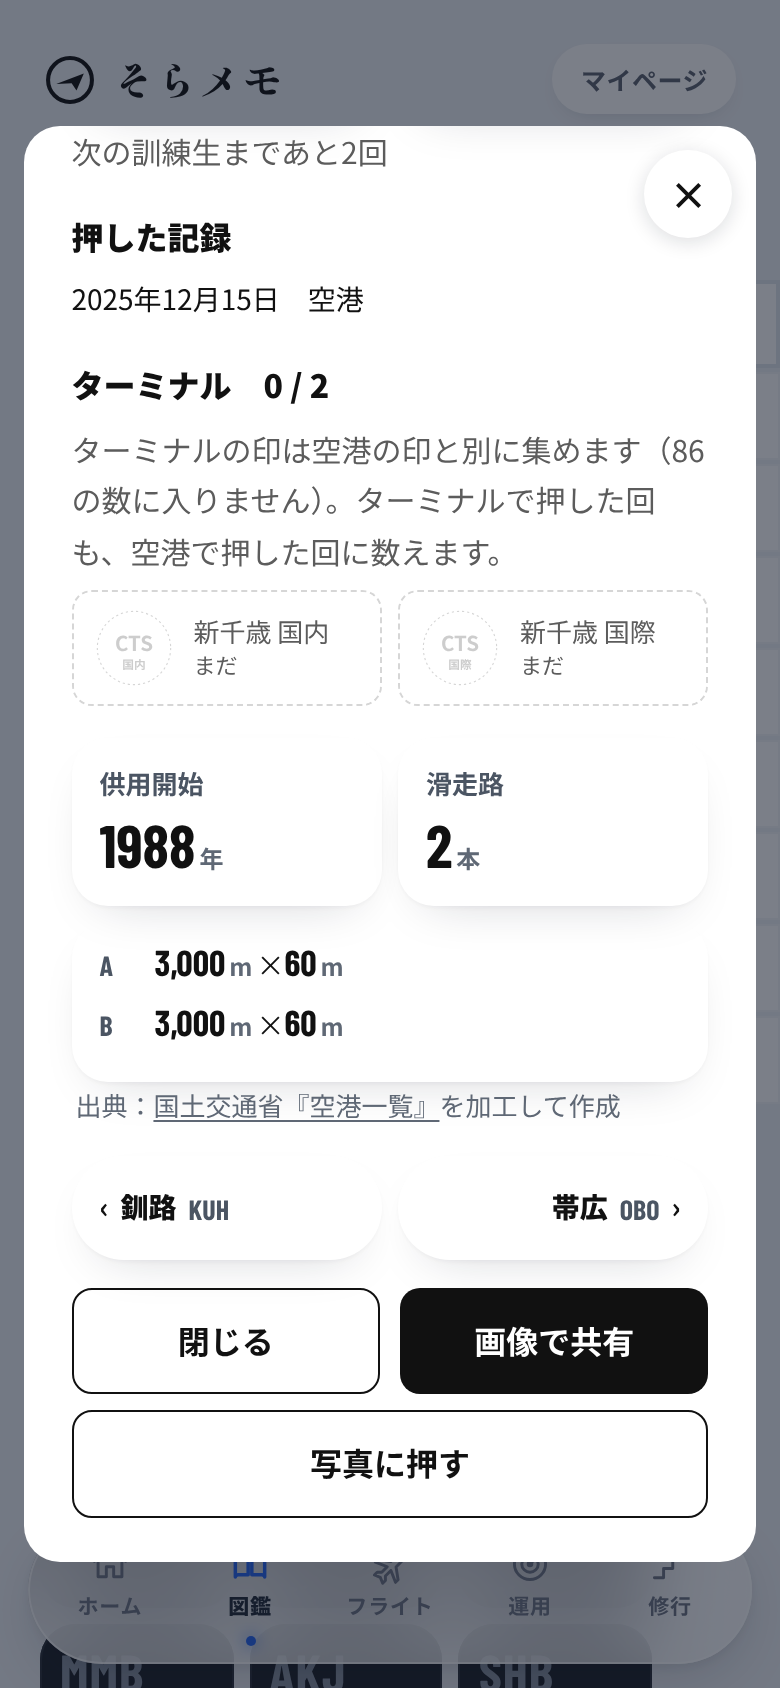 そらメモ
マイページ
次の訓練生まであと2回
×
押した記録
2025年12月15日　空港
ターミナル　0 / 2
ターミナルの印は空港の印と別に集めます（86
の数に入りません）。ターミナルで押した回
も、空港で押した回に数えます。
CTS
国内
新千歳 国内
まだ
CTS
国際
新千歳 国際
まだ
供用開始
1988 年
滑走路
2 本
A 3,000 m ×60 m
B 3,000 m ×60 m
出典：国土交通省『空港一覧』を加工して作成
‹ 釧路 KUH
帯広 OBO ›
閉じる
画像で共有
写真に押す
ホーム
図鑑
フライト
運用
修行
MMB
AKJ
SHB